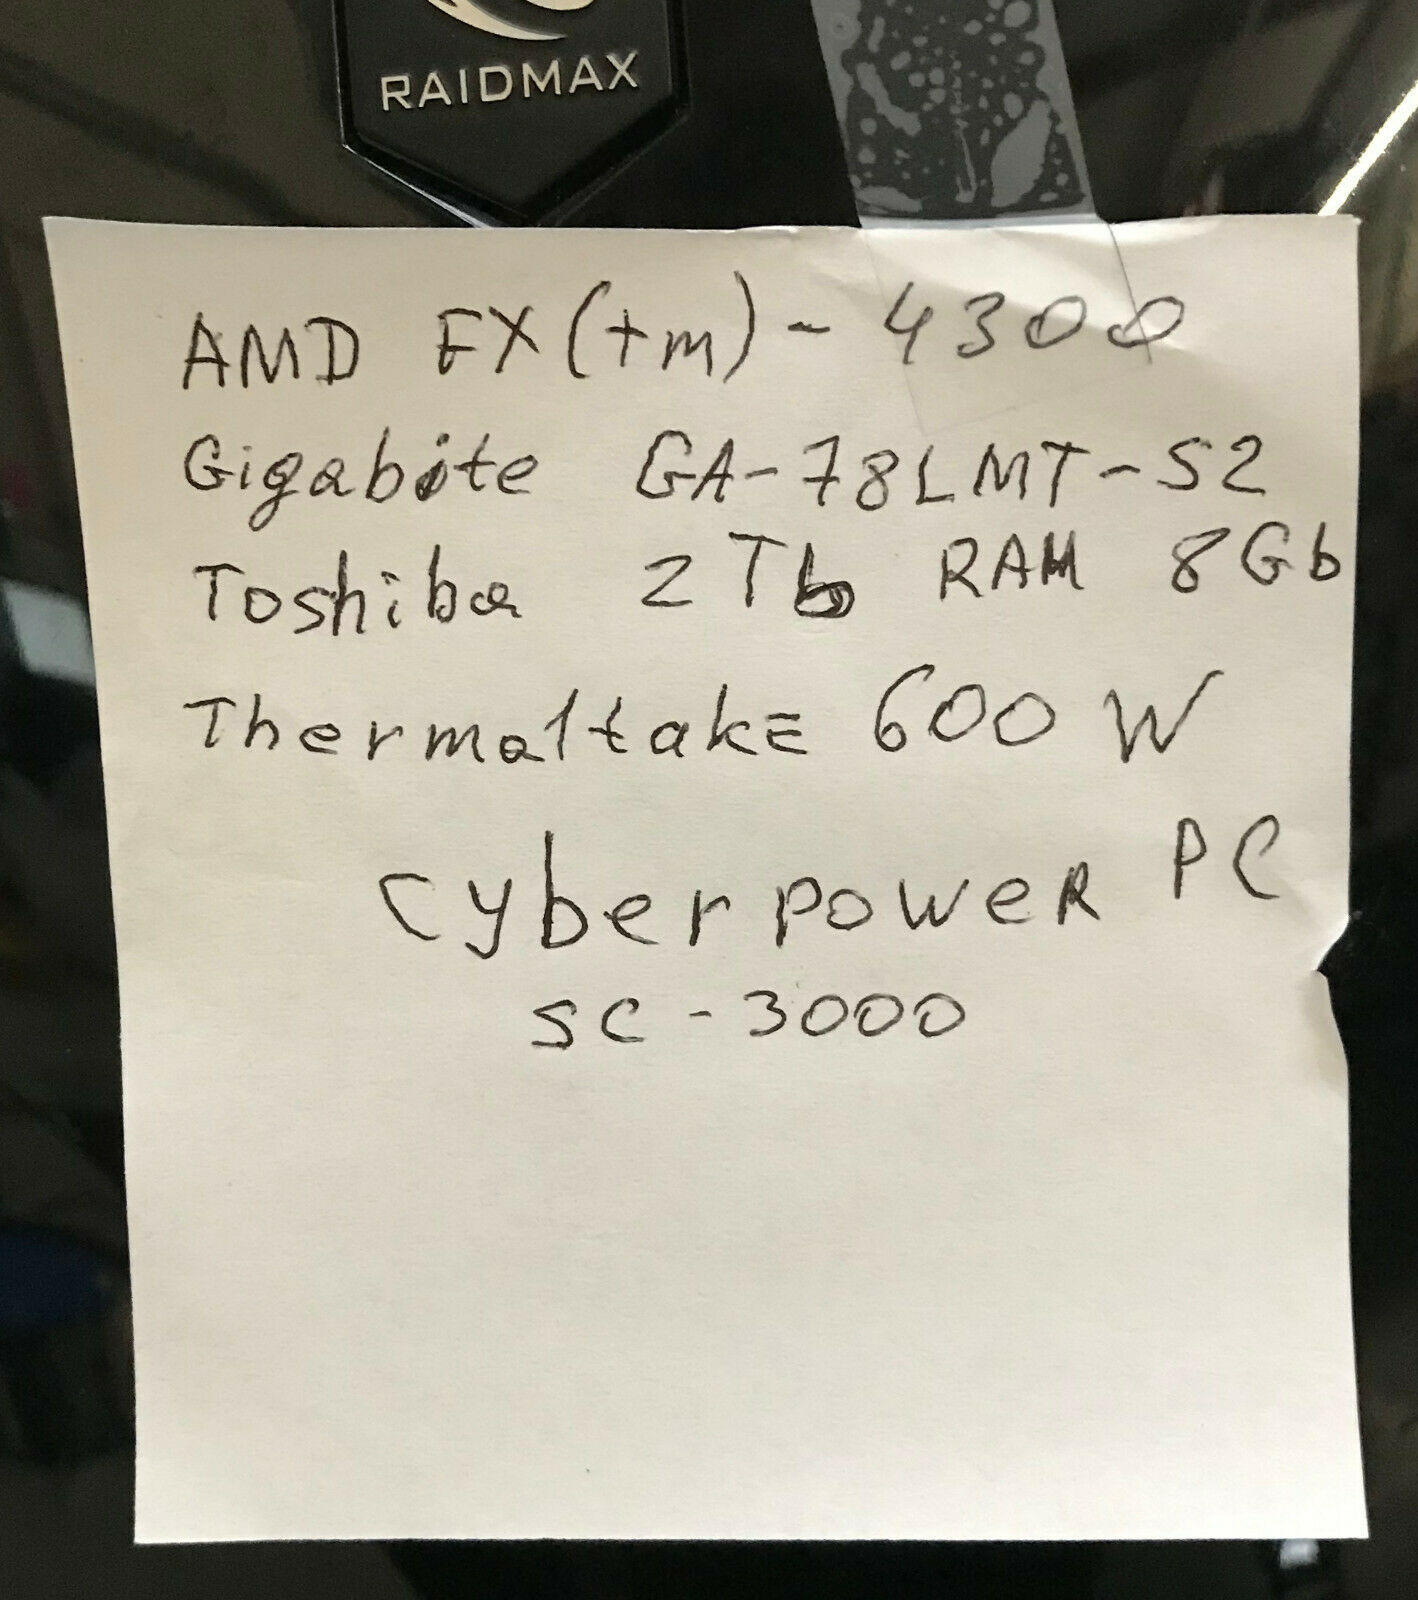 RAIDMAX
AMD FX(tm)- 4300
Gigabite GA-78LMT-S2
Toshiba 2Tb RAM 8Gb
Thermaltake 600 W
Cyberpower PC
SC-3000